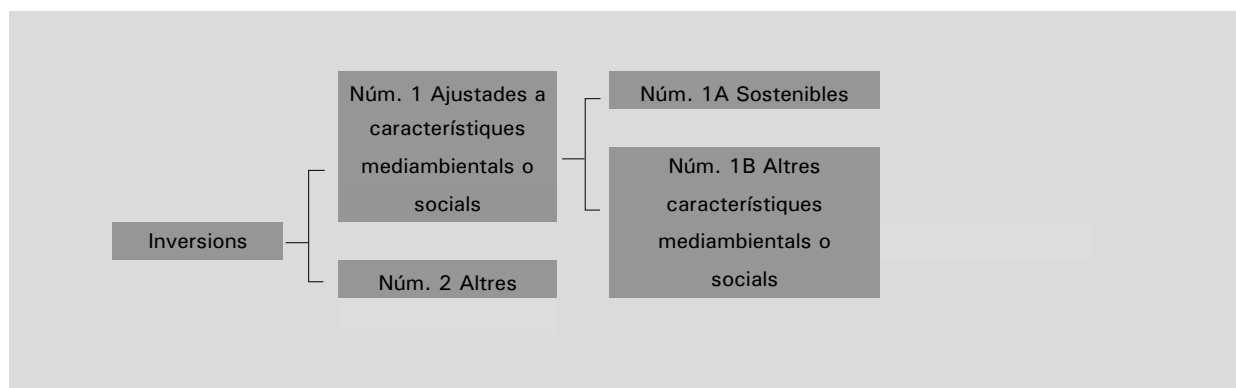 Inversions
Núm. 1 Ajustades a
característiques
mediambientals o
socials
Núm. 2 Altres
Núm. 1A Sostenibles
Núm. 1B Altres
característiques
mediambientals o
socials